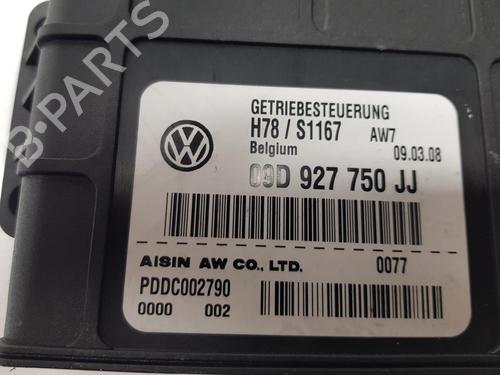 GETRIEBESTEUERUNG
H78 / S1167 AW7
Belgium 09.03.08
09D 927 750 JJ
AISIN AW CO., LTD. 0077
PDDC002790
0000 002
B-PARTS